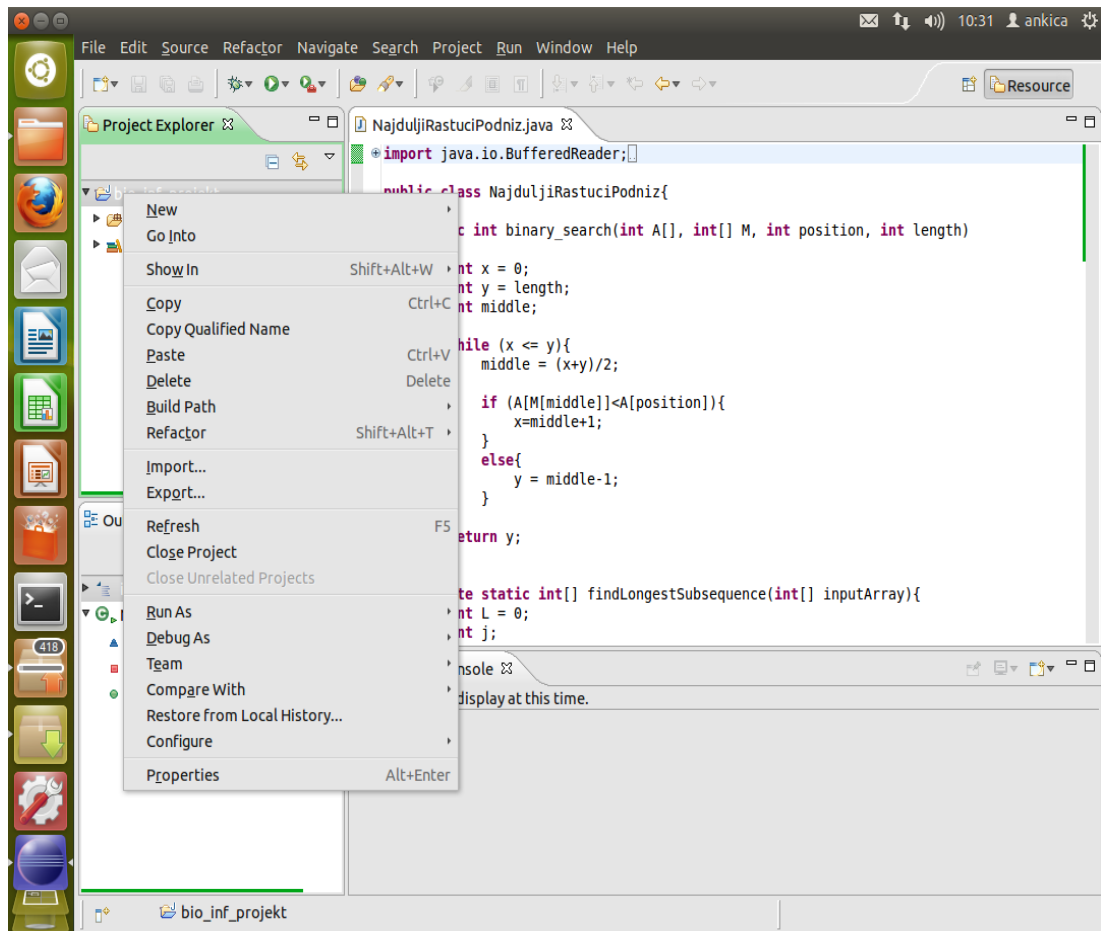 10:31 ankica
File Edit Source Refactor Navigate Search Project Run Window Help
Resource
Project Explorer
NajduljiRastuciPodniz.java
import java.io.BufferedReader;
bio_inf_projekt
public class NajduljiRastuciPodniz{
c int binary_search(int A[], int[] M, int position, int length)
nt x = 0;
nt y = length;
nt middle;
hile (x <= y){
middle = (x+y)/2;
if (A[M[middle]]<A[position]){
x=middle+1;
}
else{
y = middle-1;
}
eturn y;
te static int[] findLongestSubsequence(int[] inputArray){
nt L = 0;
nt j;
New
Go Into
Show In Shift+Alt+W
Copy Ctrl+C
Copy Qualified Name
Paste Ctrl+V
Delete Delete
Build Path
Refactor Shift+Alt+T
Import...
Export...
Refresh F5
Close Project
Close Unrelated Projects
Run As
Debug As
Team
Compare With
Restore from Local History...
Configure
Properties Alt+Enter
Ou
418
nsole
display at this time.
bio_inf_projekt